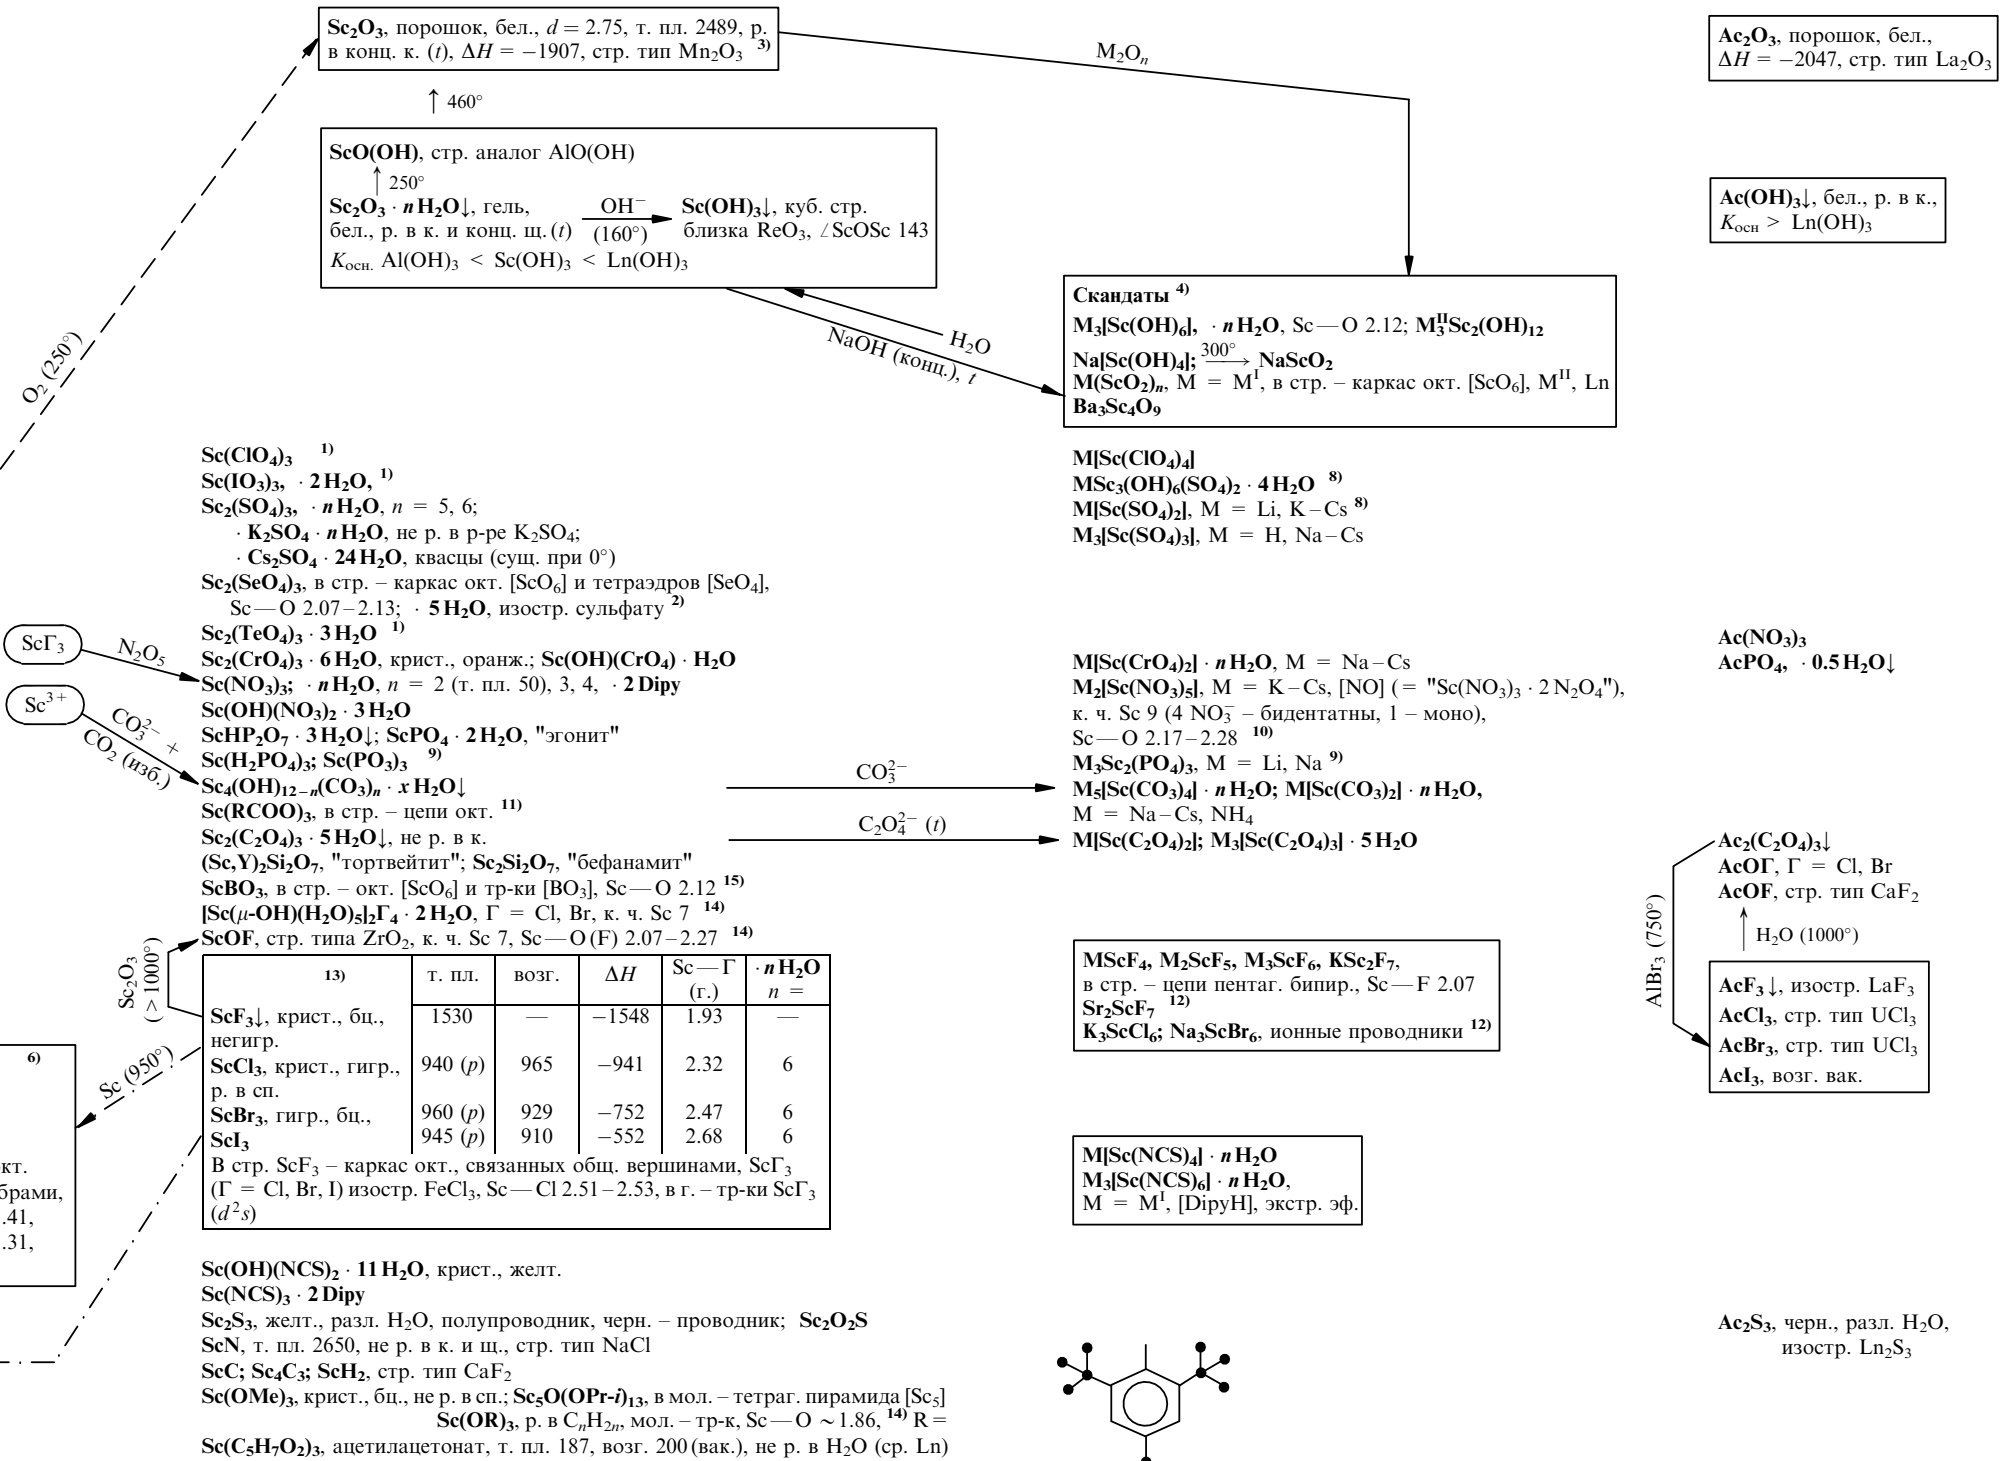 Sc₂O₃, порошок, бел., d = 2.75, т. пл. 2489, р.
в конц. к. (t), ΔH = −1907, стр. тип Mn₂O₃ ³⁾
M₂Oₙ
Ac₂O₃, порошок, бел.,
ΔH = −2047, стр. тип La₂O₃
↑ 460°
ScO(OH), стр. аналог AlO(OH)
↑ 250°
Sc₂O₃ · nH₂O↓, гель,
бел., р. в к. и конц. щ. (t)
OH⁻
(160°)
Sc(OH)₃↓, куб. стр.
близка ReO₃, ∠ScOSc 143
Kосн. Al(OH)₃ < Sc(OH)₃ < Ln(OH)₃
Ac(OH)₃↓, бел., р. в к.,
Kосн > Ln(OH)₃
O₂ (250°)
H₂O
NaOH (конц.), t
Скандаты ⁴⁾
M₃[Sc(OH)₆], · nH₂O, Sc—O 2.12; M₃ᴵᴵSc₂(OH)₁₂
Na[Sc(OH)₄]; 300° → NaScO₂
M(ScO₂)ₙ, M = Mᴵ, в стр. – каркас окт. [ScO₆], Mᴵᴵ, Ln
Ba₃Sc₄O₉
Sc(ClO₄)₃ ¹⁾
Sc(IO₃)₃, · 2H₂O, ¹⁾
Sc₂(SO₄)₃, · nH₂O, n = 5, 6;
· K₂SO₄ · nH₂O, не р. в р-ре K₂SO₄;
· Cs₂SO₄ · 24H₂O, квасцы (сущ. при 0°)
Sc₂(SeO₄)₃, в стр. – каркас окт. [ScO₆] и тетраэдров [SeO₄],
Sc—O 2.07–2.13; · 5H₂O, изостр. сульфату ²⁾
Sc₂(TeO₄)₃ · 3H₂O ¹⁾
Sc₂(CrO₄)₃ · 6H₂O, крист., оранж.; Sc(OH)(CrO₄) · H₂O
Sc(NO₃)₃; · nH₂O, n = 2 (т. пл. 50), 3, 4, · 2Dipy
Sc(OH)(NO₃)₂ · 3H₂O
ScHP₂O₇ · 3H₂O↓; ScPO₄ · 2H₂O, "эгонит"
Sc(H₂PO₄)₃; Sc(PO₃)₃ ⁹⁾
Sc₄(OH)₁₂₋ₙ(CO₃)ₙ · xH₂O↓
Sc(RCOO)₃, в стр. – цепи окт. ¹¹⁾
Sc₂(C₂O₄)₃ · 5H₂O↓, не р. в к.
(Sc,Y)₂Si₂O₇, "тортвейтит"; Sc₂Si₂O₇, "бефанамит"
ScBO₃, в стр. – окт. [ScO₆] и тр-ки [BO₃], Sc—O 2.12 ¹⁵⁾
[Sc(μ-OH)(H₂O)₅]₂Γ₄ · 2H₂O, Γ = Cl, Br, к. ч. Sc 7 ¹⁴⁾
ScOF, стр. типа ZrO₂, к. ч. Sc 7, Sc—O(F) 2.07–2.27 ¹⁴⁾
ScΓ₃
N₂O₅
Sc³⁺
CO₃²⁻ +
CO₂ (изб.)
CO₃²⁻
C₂O₄²⁻ (t)
M[Sc(ClO₄)₄]
MSc₃(OH)₆(SO₄)₂ · 4H₂O ⁸⁾
M[Sc(SO₄)₂], M = Li, K–Cs ⁸⁾
M₃[Sc(SO₄)₃], M = H, Na–Cs
M[Sc(CrO₄)₂] · nH₂O, M = Na–Cs
M₂[Sc(NO₃)₅], M = K–Cs, [NO] (= "Sc(NO₃)₃ · 2N₂O₄"),
к. ч. Sc 9 (4 NO₃⁻ – бидентатны, 1 – моно),
Sc—O 2.17–2.28 ¹⁰⁾
M₃Sc₂(PO₄)₃, M = Li, Na ⁹⁾
M₅[Sc(CO₃)₄] · nH₂O; M[Sc(CO₃)₂] · nH₂O,
M = Na–Cs, NH₄
M[Sc(C₂O₄)₂]; M₃[Sc(C₂O₄)₃] · 5H₂O
Ac(NO₃)₃
AcPO₄, · 0.5H₂O↓
Ac₂(C₂O₄)₃↓
AcOΓ, Γ = Cl, Br
AcOF, стр. тип CaF₂
↑ H₂O (1000°)
AlBr₃ (750°)
AcF₃↓, изостр. LaF₃
AcCl₃, стр. тип UCl₃
AcBr₃, стр. тип UCl₃
AcI₃, возг. вак.
Sc₂O₃
(>1000°)
Sc (950°)
¹³⁾ т. пл. возг. ΔH Sc—Γ (г.) · nH₂O n =
ScF₃↓, крист., бц., 1530 — −1548 1.93 —
негигр.
ScCl₃, крист., гигр., 940 (p) 965 −941 2.32 6
р. в сп.
ScBr₃, гигр., бц., 960 (p) 929 −752 2.47 6
ScI₃ 945 (p) 910 −552 2.68 6
В стр. ScF₃ – каркас окт., связанных общ. вершинами, ScΓ₃
(Γ = Cl, Br, I) изостр. FeCl₃, Sc—Cl 2.51–2.53, в г. – тр-ки ScΓ₃
(d²s)
MScF₄, M₂ScF₅, M₃ScF₆, KSc₂F₇,
в стр. – цепи пентаг. бипир., Sc—F 2.07
Sr₂ScF₇ ¹²⁾
K₃ScCl₆; Na₃ScBr₆, ионные проводники ¹²⁾
M[Sc(NCS)₄] · nH₂O
M₃[Sc(NCS)₆] · nH₂O,
M = Mᴵ, [DipyH], экстр. эф.
⁶⁾
кт.
брами,
.41,
.31,
Sc(OH)(NCS)₂ · 11H₂O, крист., желт.
Sc(NCS)₃ · 2Dipy
Sc₂S₃, желт., разл. H₂O, полупроводник, черн. – проводник; Sc₂O₂S
ScN, т. пл. 2650, не р. в к. и щ., стр. тип NaCl
ScC; Sc₄C₃; ScH₂, стр. тип CaF₂
Sc(OMe)₃, крист., бц., не р. в сп.; Sc₅O(OPr-i)₁₃, в мол. – тетраг. пирамида [Sc₅]
Sc(OR)₃, р. в CₙH₂ₙ, мол. – тр-к, Sc—O ~1.86, ¹⁴⁾ R =
Sc(C₅H₇O₂)₃, ацетилацетонат, т. пл. 187, возг. 200 (вак.), не р. в H₂O (ср. Ln)
Ac₂S₃, черн., разл. H₂O,
изостр. Ln₂S₃